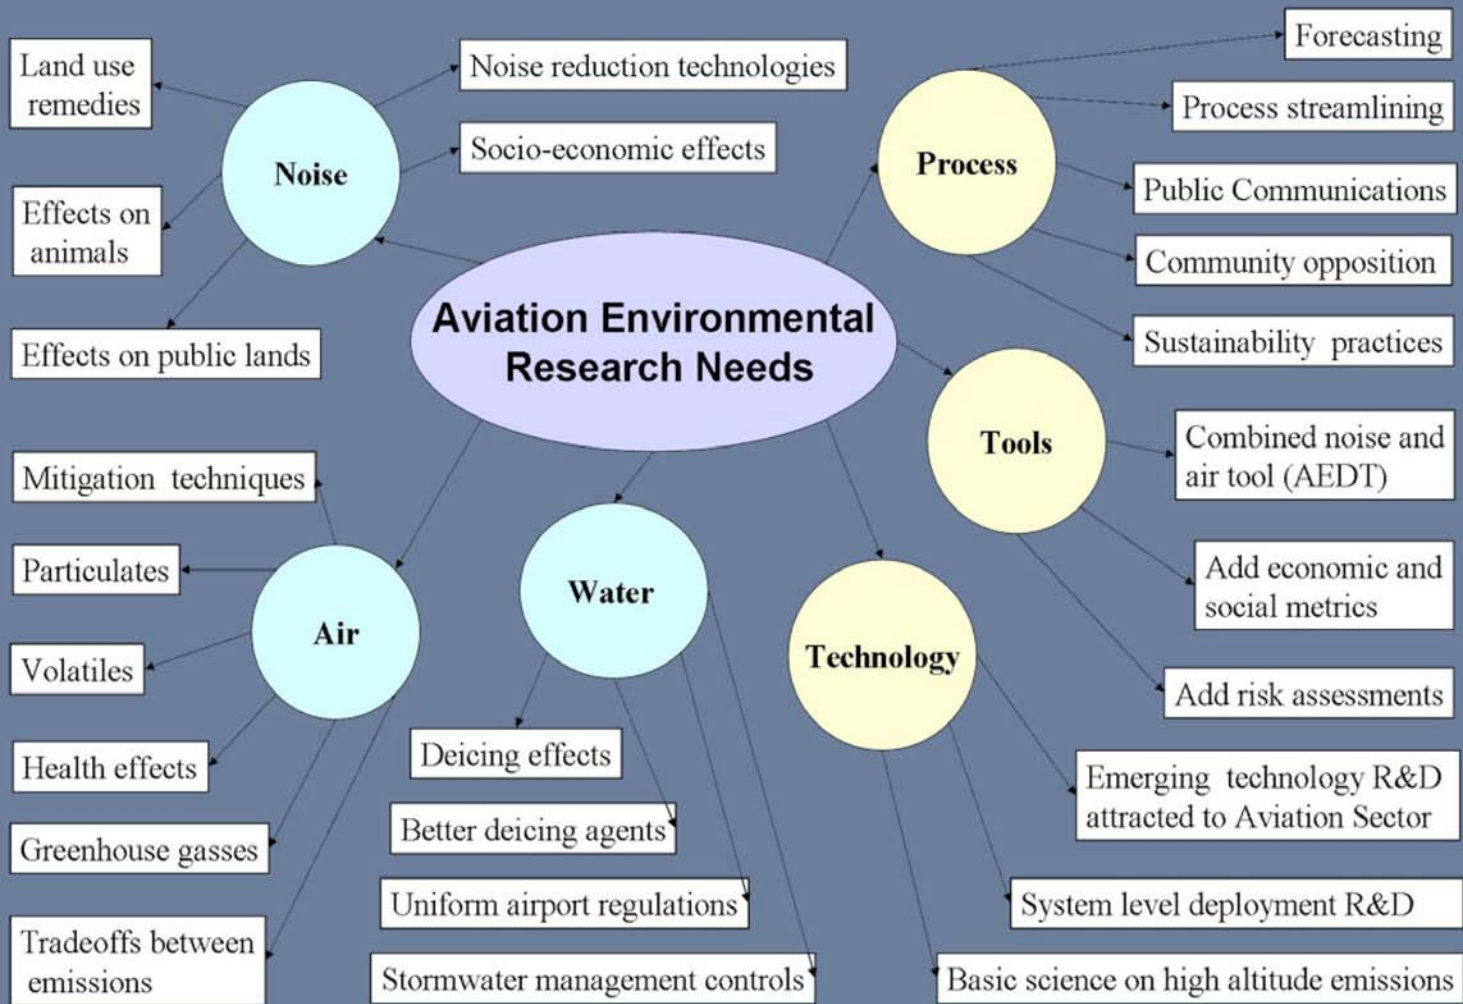 Aviation Environmental
Research Needs
Noise
Land use
remedies
Effects on
animals
Effects on public lands
Noise reduction technologies
Socio-economic effects
Process
Forecasting
Process streamlining
Public Communications
Community opposition
Sustainability practices
Tools
Combined noise and
air tool (AEDT)
Add economic and
social metrics
Add risk assessments
Air
Mitigation techniques
Particulates
Volatiles
Health effects
Greenhouse gasses
Tradeoffs between
emissions
Water
Deicing effects
Better deicing agents
Uniform airport regulations
Stormwater management controls
Technology
Emerging technology R&D
attracted to Aviation Sector
System level deployment R&D
Basic science on high altitude emissions